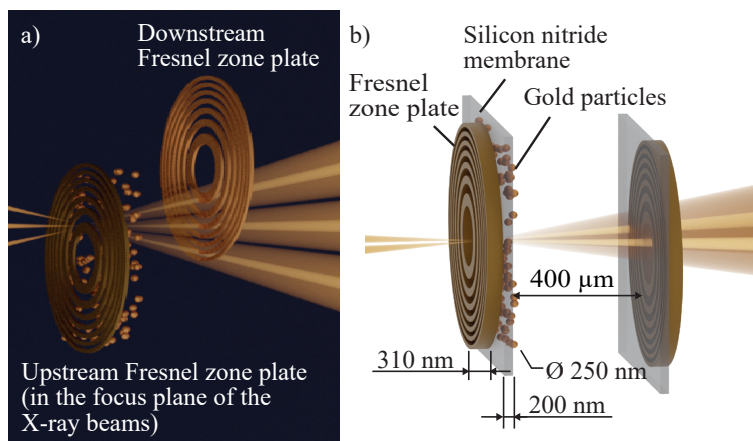 a)
Downstream
Fresnel zone plate
Upstream Fresnel zone plate
(in the focus plane of the
X-ray beams)
b)
Silicon nitride
membrane
Fresnel
zone plate
Gold particles
400 µm
310 nm
Ø 250 nm
200 nm